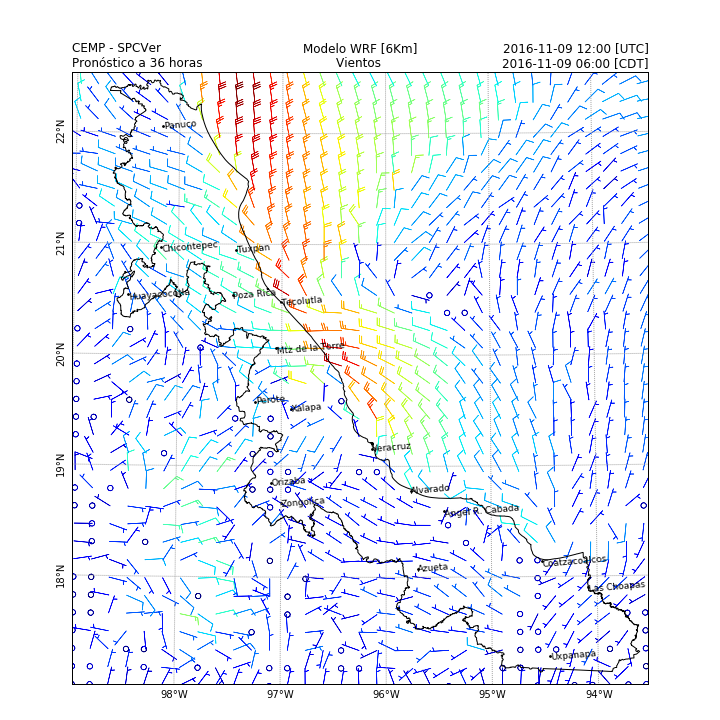 CEMP - SPCVer
Modelo WRF [6Km]
2016-11-09 12:00 [UTC]
Pronóstico a 36 horas
Vientos
2016-11-09 06:00 [CDT]
22°N
Panuco
21°N
Chicontepec
Tuxpan
Huayacocotla
Poza Rica
Tecolutla
20°N
Mtz de la Torre
Perote
Xalapa
Veracruz
19°N
Orizaba
Alvarado
Zongolica
Angel R. Cabada
18°N
Azueta
Coatzacoalcos
Las Choapas
Uxpanapa
98°W
97°W
96°W
95°W
94°W